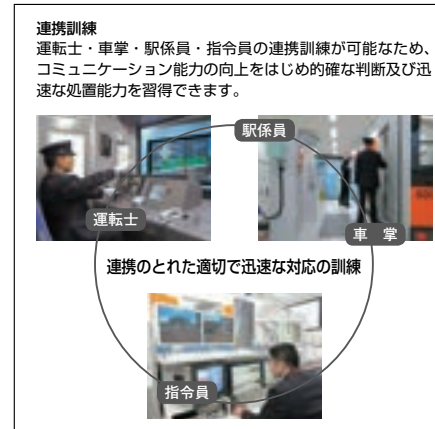 連携訓練
運転士・車掌・駅係員・指令員の連携訓練が可能なため、
コミュニケーション能力の向上をはじめ的確な判断及び迅
速な処置能力を習得できます。
駅係員
運転士
車　掌
連携のとれた適切で迅速な対応の訓練
指令員